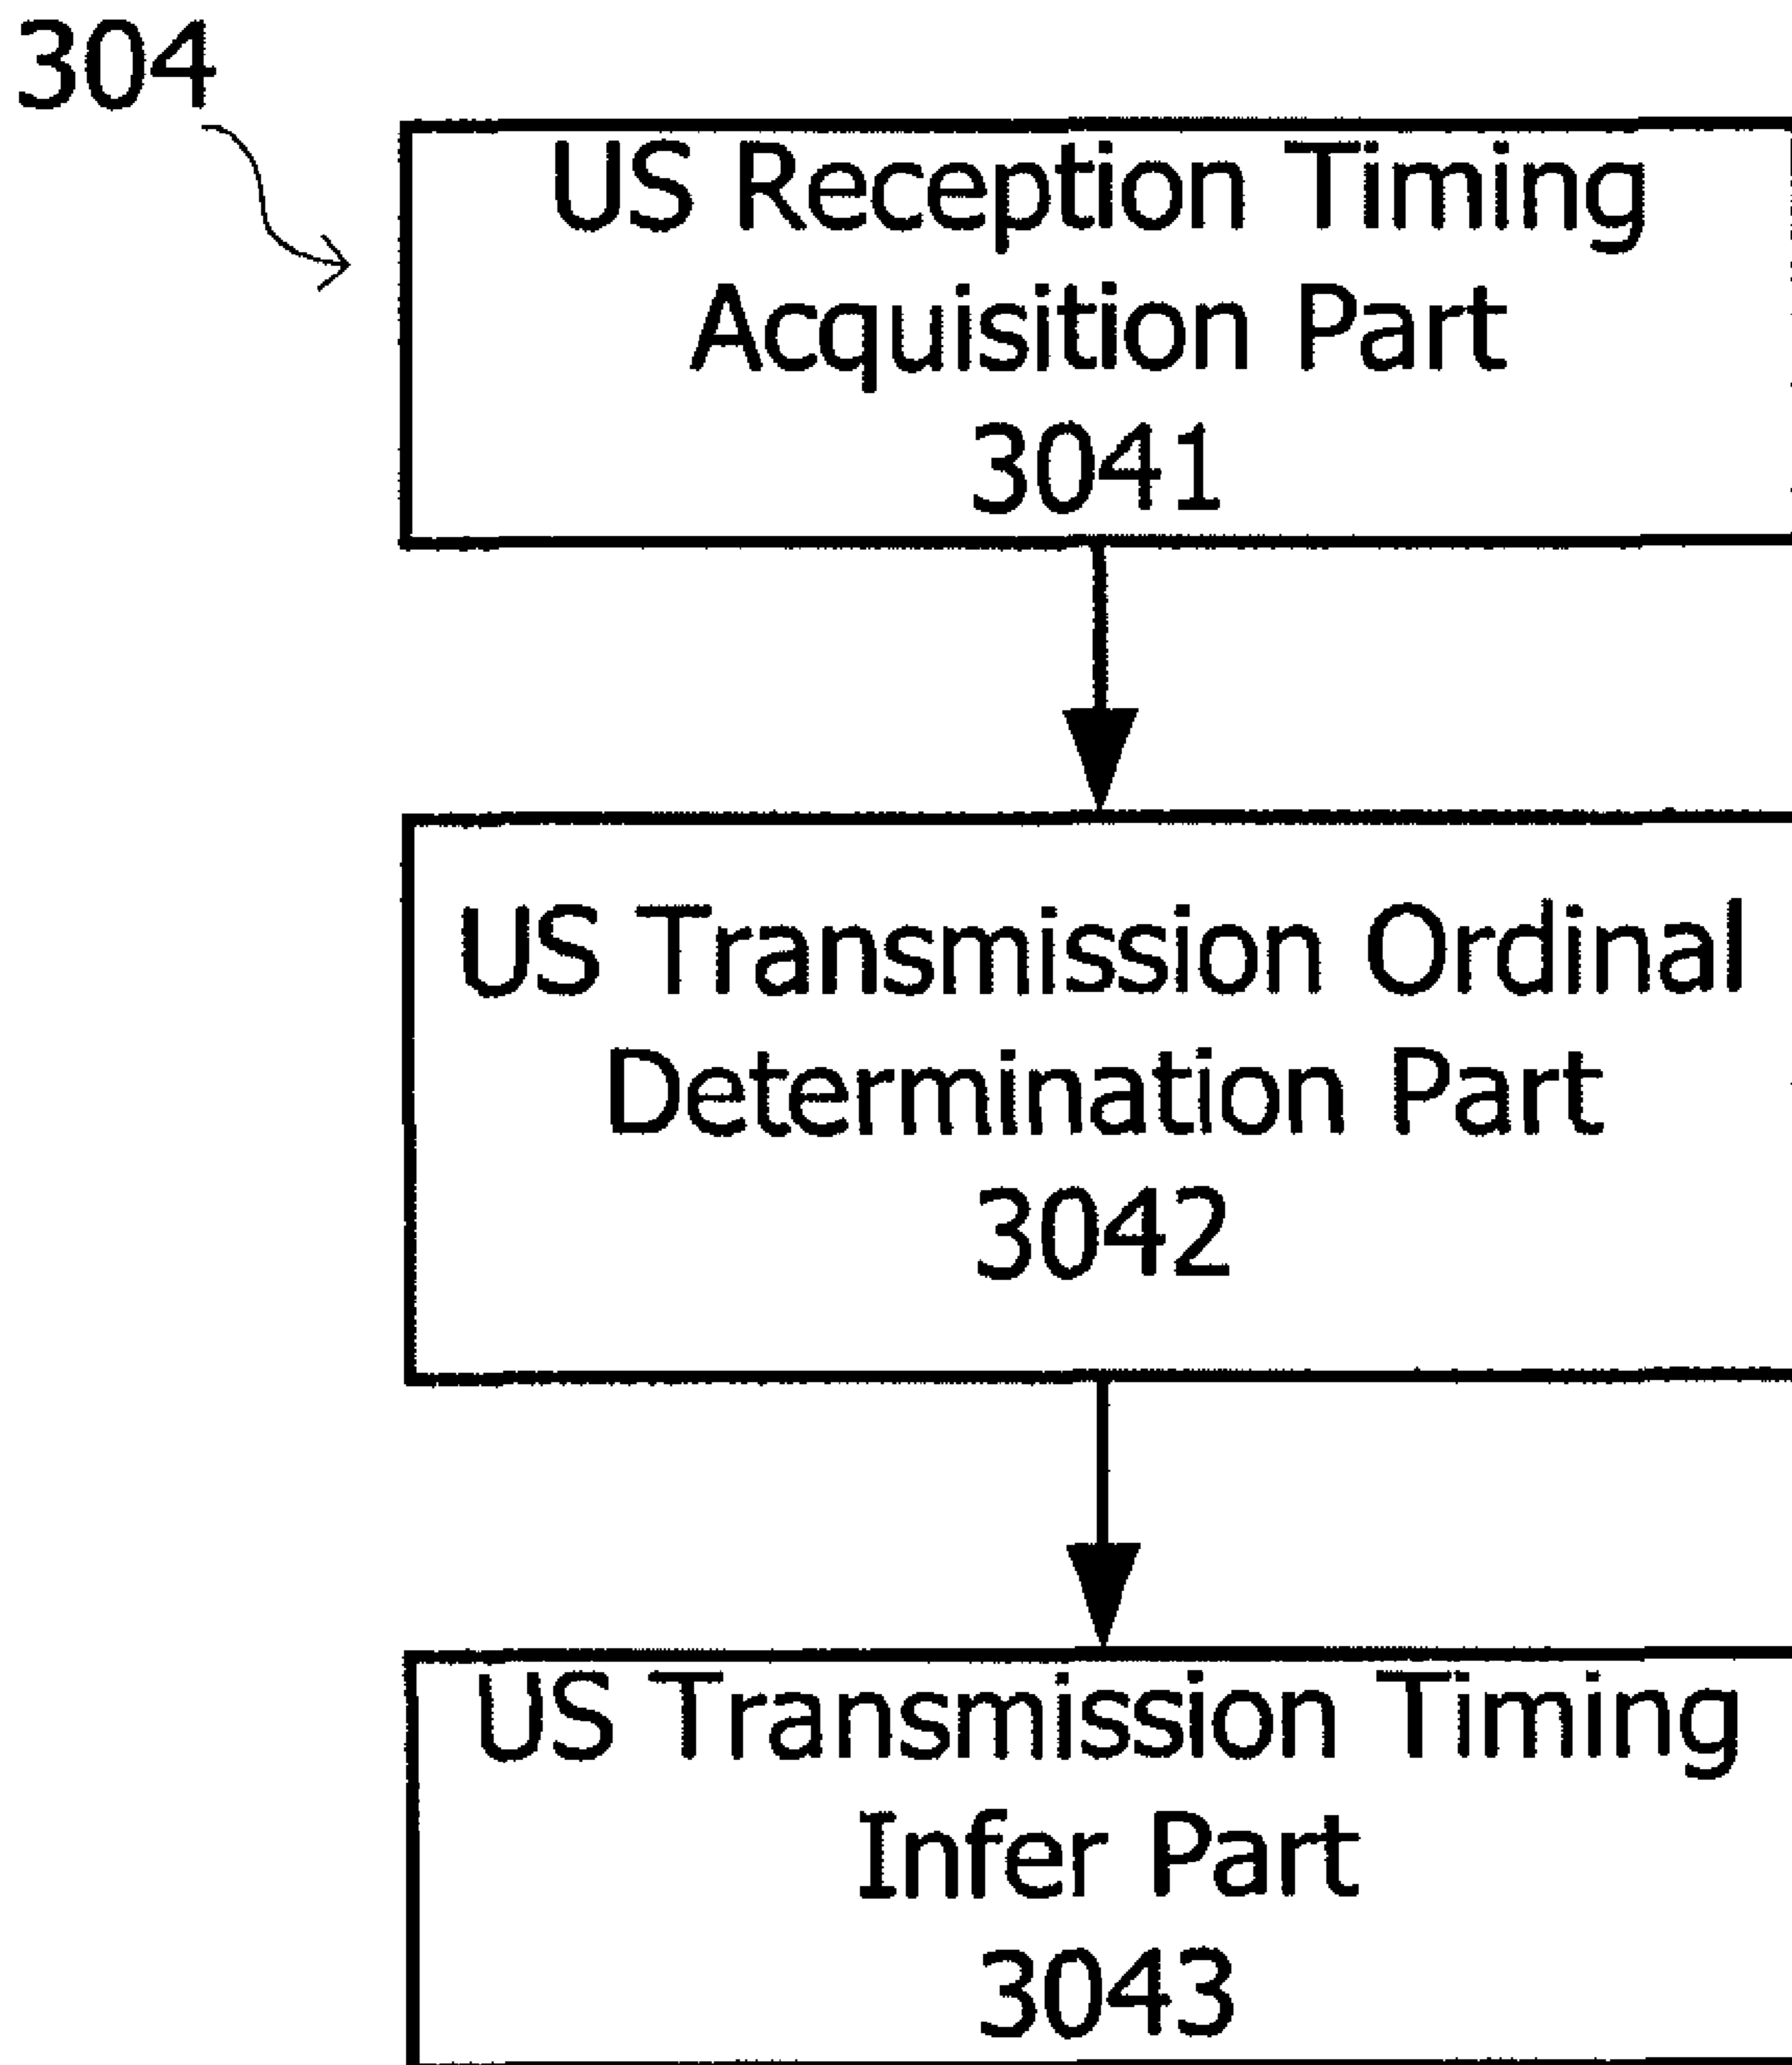 304
US Reception Timing
Acquisition Part
3041
US Transmission Ordinal
Determination Part
3042
US Transmission Timing
Infer Part
3043